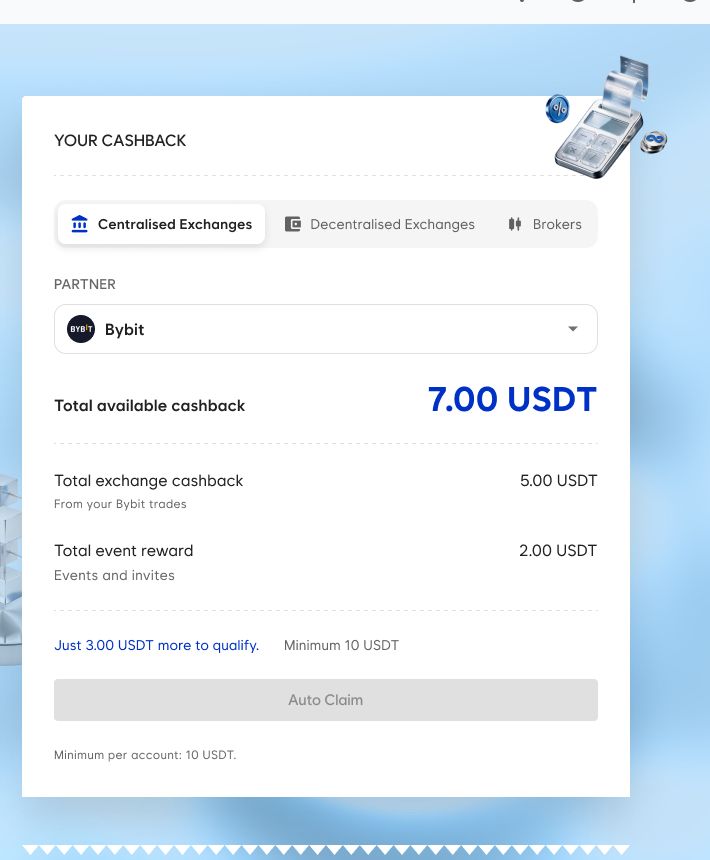 YOUR CASHBACK
Centralised Exchanges Decentralised Exchanges Brokers
PARTNER
BYBIT Bybit
Total available cashback 7.00 USDT
Total exchange cashback 5.00 USDT
From your Bybit trades
Total event reward 2.00 USDT
Events and invites
Just 3.00 USDT more to qualify. Minimum 10 USDT
Auto Claim
Minimum per account: 10 USDT.